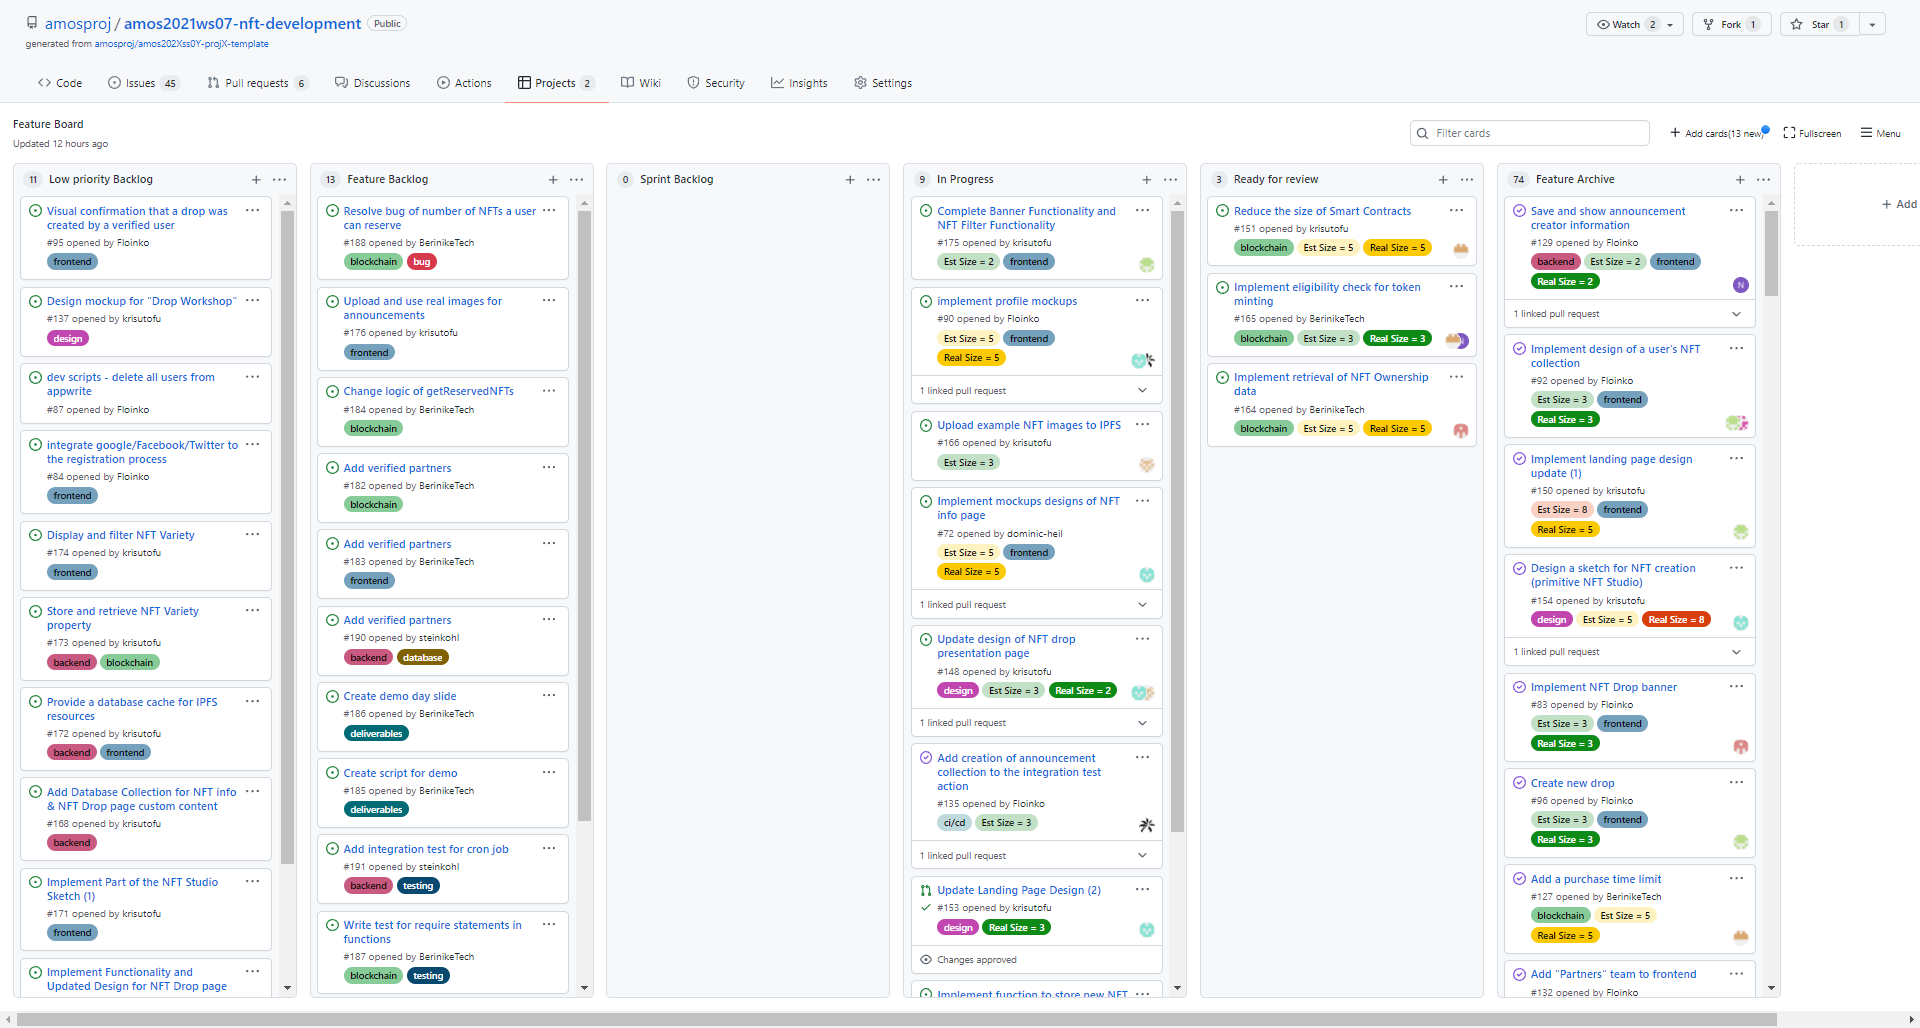 amosproj / amos2021ws07-nft-development Public
generated from amosproj/amos202Xss0Y-projX-template
Watch 2
Fork 1
Star 1
Code
Issues 45
Pull requests 6
Discussions
Actions
Projects 2
Wiki
Security
Insights
Settings
Feature Board
Updated 12 hours ago
Filter cards
Add cards(13 new)
Fullscreen
Menu
11 Low priority Backlog
Visual confirmation that a drop was
created by a verified user
#95 opened by Floinko
frontend
Design mockup for "Drop Workshop"
#137 opened by krisutofu
design
dev scripts - delete all users from
appwrite
#87 opened by Floinko
integrate google/Facebook/Twitter to
the registration process
#84 opened by Floinko
frontend
Display and filter NFT Variety
#174 opened by krisutofu
frontend
Store and retrieve NFT Variety
property
#173 opened by krisutofu
backend blockchain
Provide a database cache for IPFS
resources
#172 opened by krisutofu
backend frontend
Add Database Collection for NFT info
& NFT Drop page custom content
#168 opened by krisutofu
backend
Implement Part of the NFT Studio
Sketch (1)
#171 opened by krisutofu
frontend
Implement Functionality and
Updated Design for NFT Drop page
13 Feature Backlog
Resolve bug of number of NFTs a user
can reserve
#188 opened by BerinikeTech
blockchain bug
Upload and use real images for
announcements
#176 opened by krisutofu
frontend
Change logic of getReservedNFTs
#184 opened by BerinikeTech
blockchain
Add verified partners
#182 opened by BerinikeTech
blockchain
Add verified partners
#183 opened by BerinikeTech
frontend
Add verified partners
#190 opened by steinkohl
backend database
Create demo day slide
#186 opened by BerinikeTech
deliverables
Create script for demo
#185 opened by BerinikeTech
deliverables
Add integration test for cron job
#191 opened by steinkohl
backend testing
Write test for require statements in
functions
#187 opened by BerinikeTech
blockchain testing
0 Sprint Backlog
9 In Progress
Complete Banner Functionality and
NFT Filter Functionality
#175 opened by krisutofu
Est Size = 2 frontend
implement profile mockups
#90 opened by Floinko
Est Size = 5 frontend
Real Size = 5
1 linked pull request
Upload example NFT images to IPFS
#166 opened by krisutofu
Est Size = 3
Implement mockups designs of NFT
info page
#72 opened by dominic-heil
Est Size = 5 frontend
Real Size = 5
1 linked pull request
Update design of NFT drop
presentation page
#148 opened by krisutofu
design Est Size = 3 Real Size = 2
1 linked pull request
Add creation of announcement
collection to the integration test
action
#135 opened by Floinko
ci/cd Est Size = 3
1 linked pull request
Update Landing Page Design (2)
#153 opened by krisutofu
design Real Size = 3
Changes approved
Implement function to store new NFT
3 Ready for review
Reduce the size of Smart Contracts
#151 opened by krisutofu
blockchain Est Size = 5 Real Size = 5
Implement eligibility check for token
minting
#165 opened by BerinikeTech
blockchain Est Size = 3 Real Size = 3
Implement retrieval of NFT Ownership
data
#164 opened by BerinikeTech
blockchain Est Size = 5 Real Size = 5
74 Feature Archive
Save and show announcement
creator information
#129 opened by Floinko
backend Est Size = 2 frontend
Real Size = 2
N
1 linked pull request
Implement design of a user's NFT
collection
#92 opened by Floinko
Est Size = 3 frontend
Real Size = 3
Implement landing page design
update (1)
#150 opened by krisutofu
Est Size = 8 frontend
Real Size = 5
Design a sketch for NFT creation
(primitive NFT Studio)
#154 opened by krisutofu
design Est Size = 5 Real Size = 8
1 linked pull request
Implement NFT Drop banner
#83 opened by Floinko
Est Size = 3 frontend
Real Size = 3
Create new drop
#96 opened by Floinko
Est Size = 3 frontend
Real Size = 3
Add a purchase time limit
#127 opened by BerinikeTech
blockchain Est Size = 5
Real Size = 5
Add "Partners" team to frontend
#132 opened by Floinko
Add